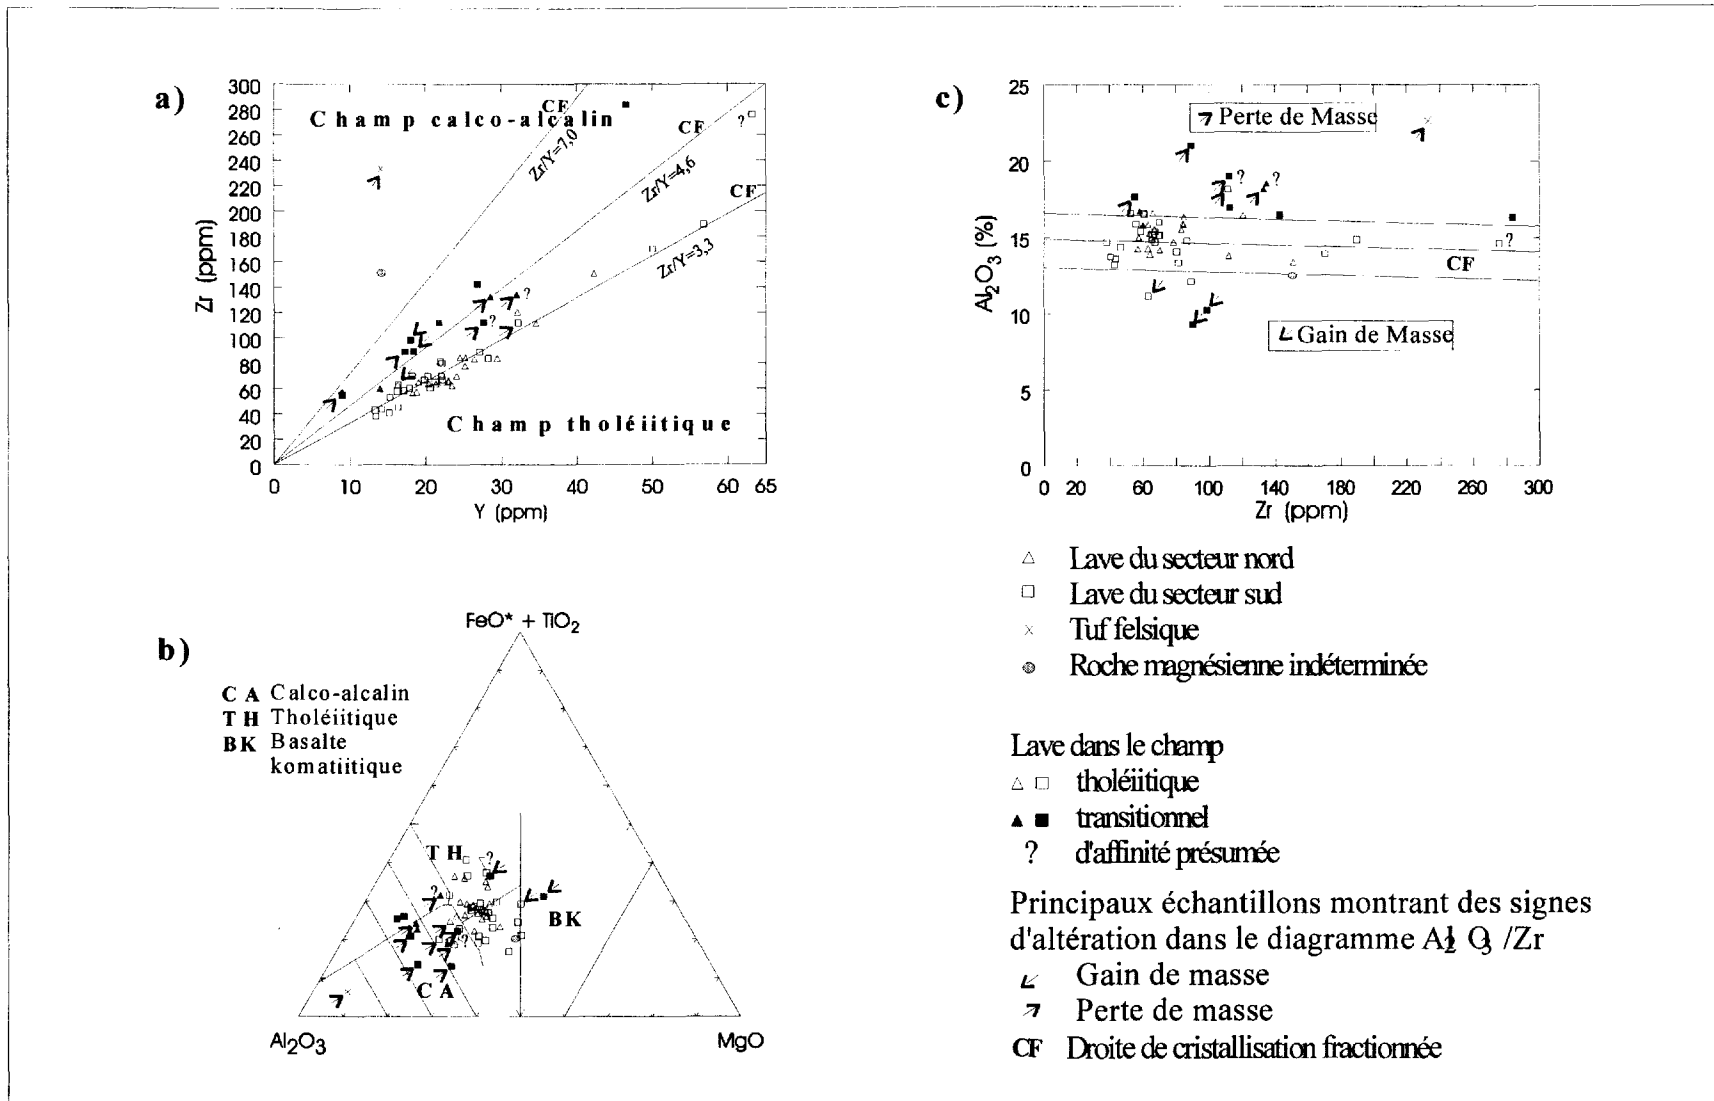 a)
Zr (ppm)
300
280
260
240
220
200
180
160
140
120
100
80
60
40
20
0
0 10 20 30 40 50 60 65
Y (ppm)
Champ calco-alcalin
CF
CF
CF
Zr/Y=7,0
Zr/Y=4,6
Zr/Y=3,3
?
?
?
Champ tholéiitique
b)
FeO* + TiO2
CA Calco-alcalin
TH Tholéiitique
BK Basalte
komatiitique
TH
?
?
BK
?
CA
Al2O3
MgO
c)
Al2O3 (%)
25
20
15
10
5
0
0 20 60 100 140 180 220 260 300
Zr (ppm)
Perte de Masse
?
?
?
CF
Gain de Masse
Lave du secteur nord
Lave du secteur sud
Tuf felsique
Roche magnésienne indéterminée
Lave dans le champ
tholéiitique
transitionnel
? d'affinité présumée
Principaux échantillons montrant des signes
d'altération dans le diagramme Al2O3 /Zr
Gain de masse
Perte de masse
CF Droite de cristallisation fractionnée